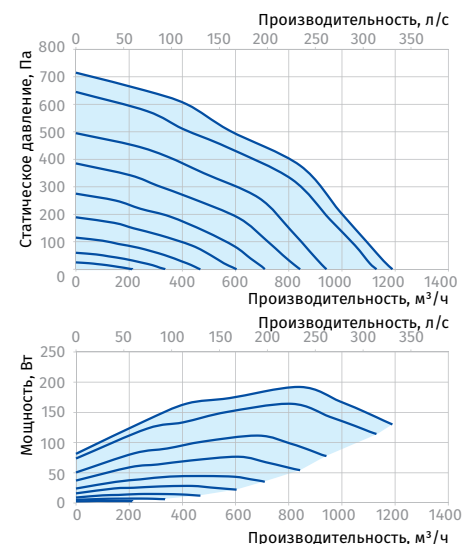 Производительность, л/с
0 50 100 150 200 250 300 350
Статическое давление, Па
800
700
600
500
400
300
200
100
0
0 200 400 600 800 1000 1200 1400
Производительность, м³/ч
Производительность, л/с
0 50 100 150 200 250 300 350
Мощность, Вт
250
200
150
100
50
0
0 200 400 600 800 1000 1200 1400
Производительность, м³/ч